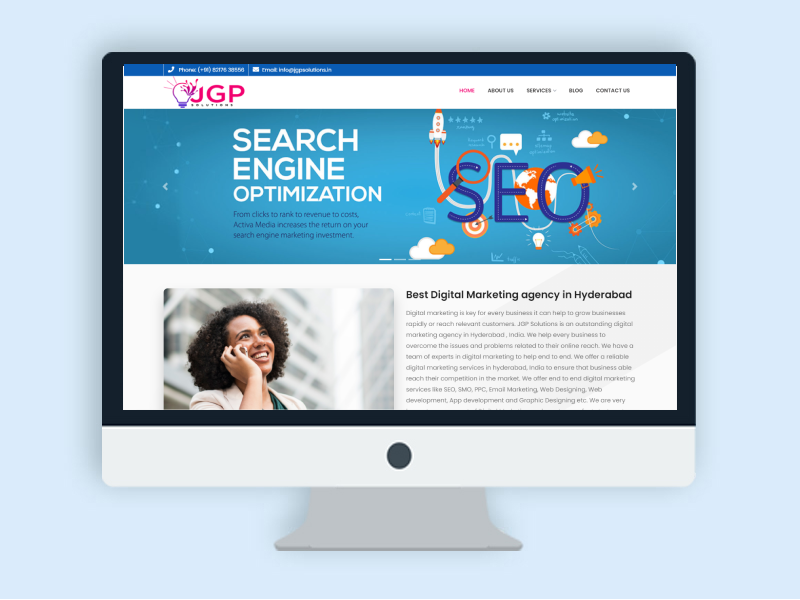 Phone: (+91) 82176 38556 Email: info@jgpsolutions.in
JGP
SOLUTIONS
HOME ABOUT US SERVICES BLOG CONTACT US
SEARCH
ENGINE
OPTIMIZATION
From clicks to rank to revenue to costs,
Activa Media increases the return on your
search engine marketing investment.
SEO
Best Digital Marketing agency in Hyderabad
Digital marketing is key for every business it can help to grow businesses
rapidly or reach relevant customers. JGP Solutions is an outstanding digital
marketing agency in Hyderabad , India. We help every business to
overcome the issues and problems related to their online reach. We have a
team of experts in digital marketing to help end to end. We offer a reliable
digital marketing services in hyderabad, India to ensure that business able
reach their competition in the market. We offer end to end digital marketing
services like SEO, SMO, PPC, Email Marketing, Web Designing, Web
development, App development and Graphic Designing etc. We are very